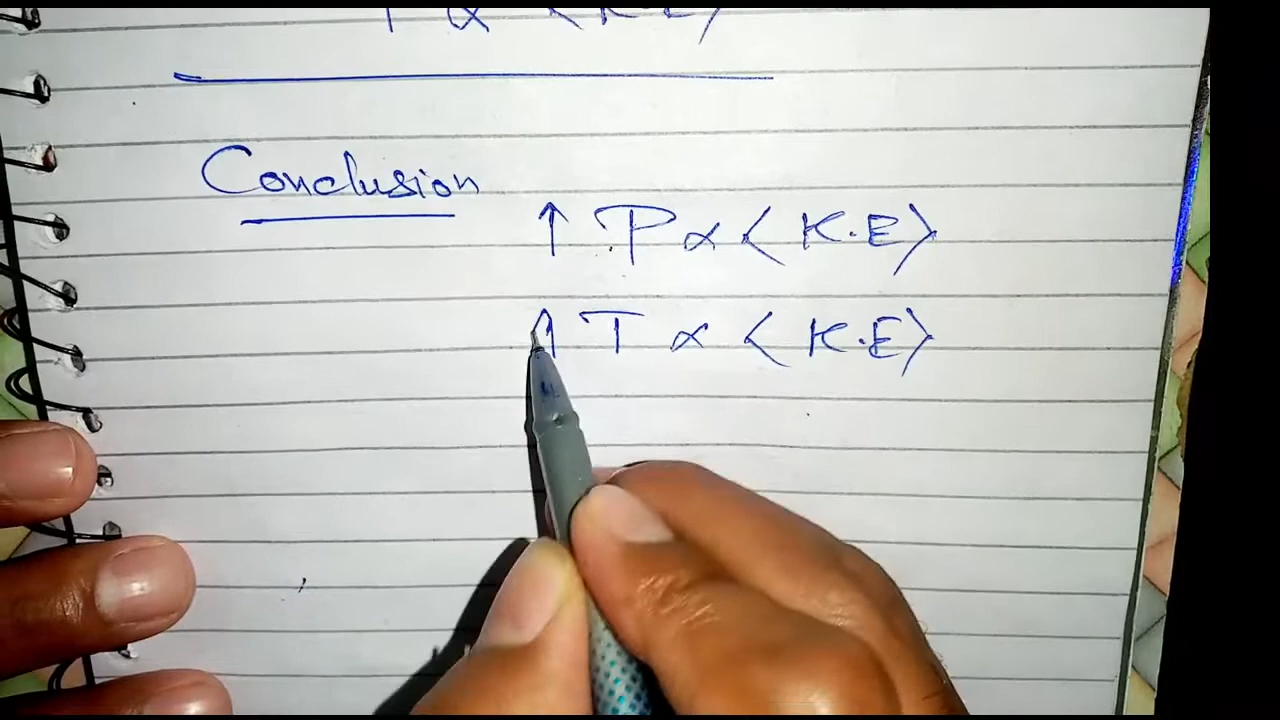 T ∝ <K.E>
Conclusion
↑ P ∝ <K.E>
↑ T ∝ <K.E>